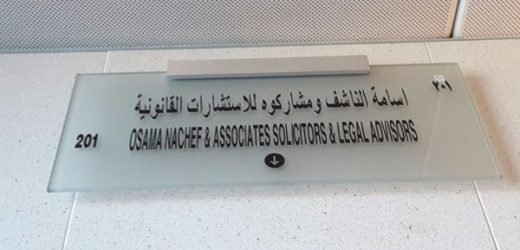 اسامة الناشف ومشاركوه للاستشارات القانونية
٢٠١
201
OSAMA NACHEF & ASSOCIATES SOLICITORS & LEGAL ADVISORS